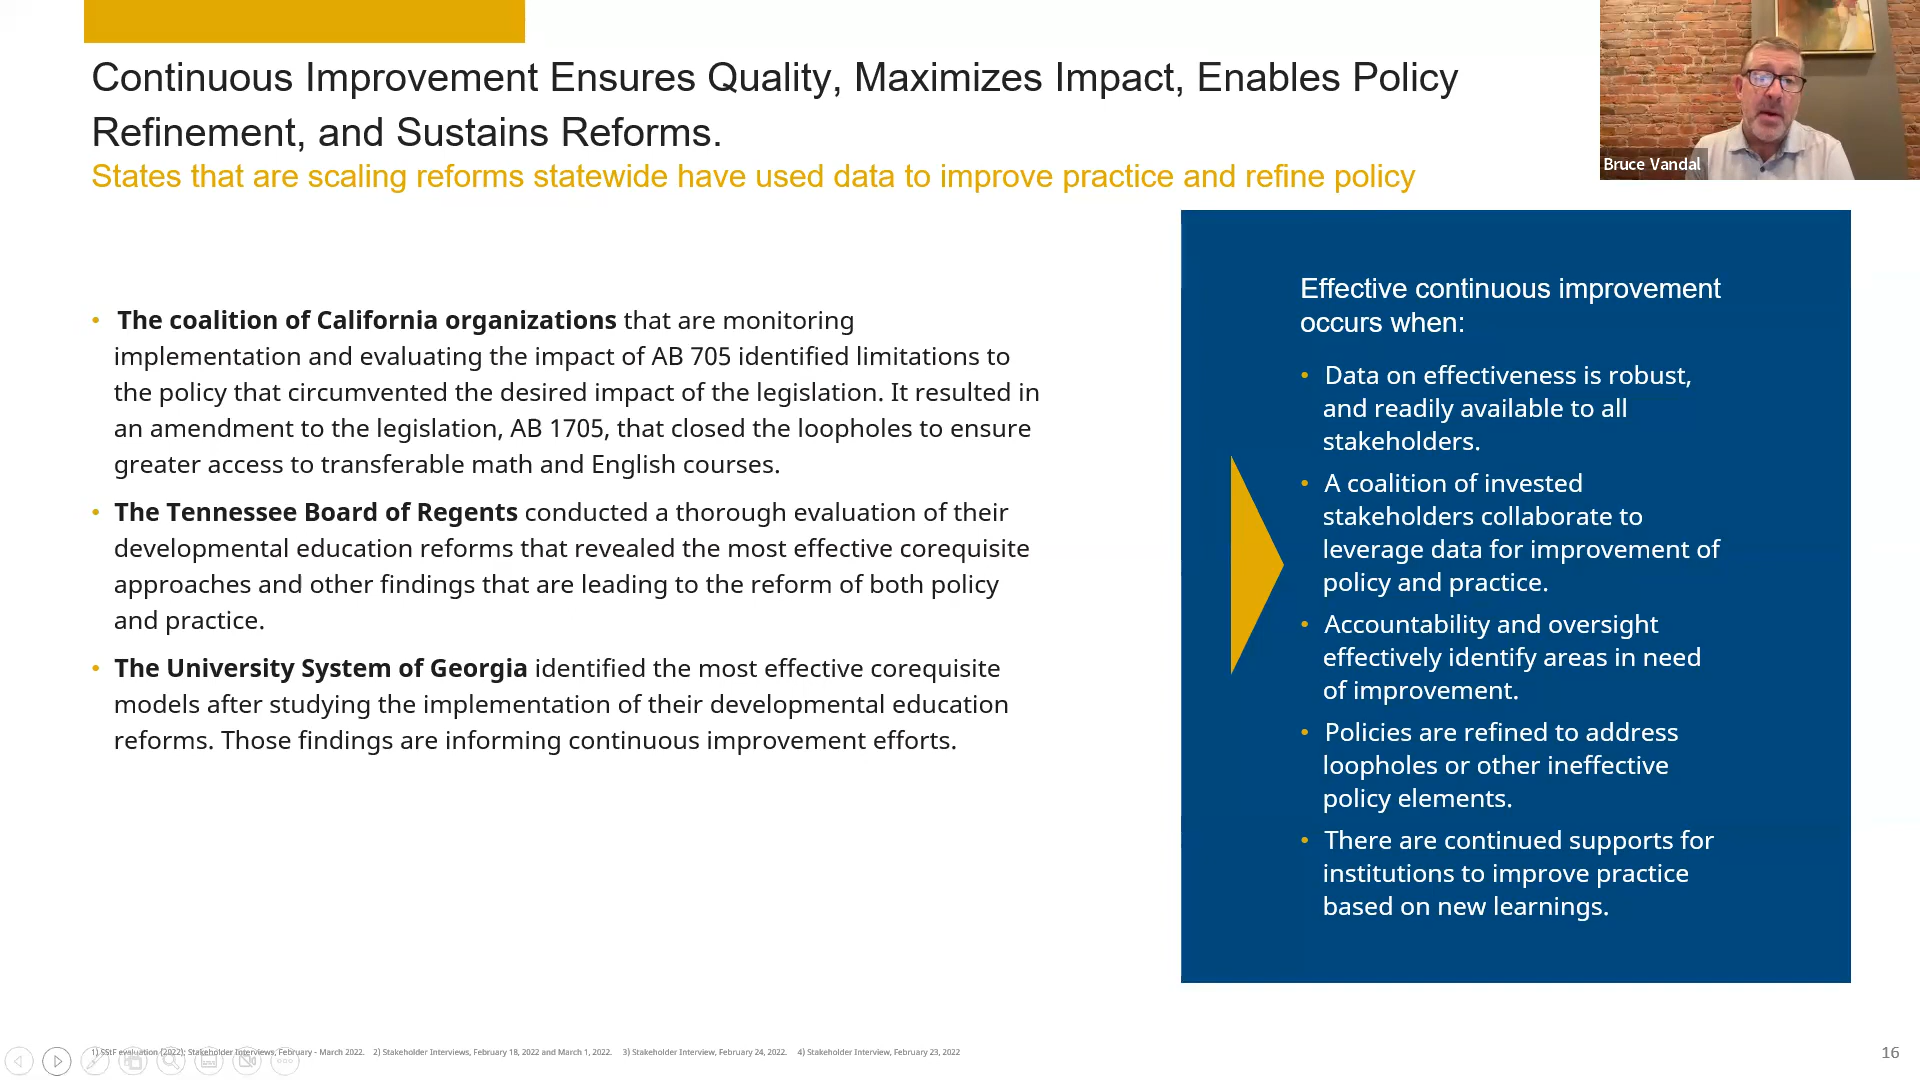 Continuous Improvement Ensures Quality, Maximizes Impact, Enables Policy
Refinement, and Sustains Reforms.
States that are scaling reforms statewide have used data to improve practice and refine policy
Bruce Vandal
• The coalition of California organizations that are monitoring
implementation and evaluating the impact of AB 705 identified limitations to
the policy that circumvented the desired impact of the legislation. It resulted in
an amendment to the legislation, AB 1705, that closed the loopholes to ensure
greater access to transferable math and English courses.
• The Tennessee Board of Regents conducted a thorough evaluation of their
developmental education reforms that revealed the most effective corequisite
approaches and other findings that are leading to the reform of both policy
and practice.
• The University System of Georgia identified the most effective corequisite
models after studying the implementation of their developmental education
reforms. Those findings are informing continuous improvement efforts.
Effective continuous improvement
occurs when:
• Data on effectiveness is robust,
and readily available to all
stakeholders.
• A coalition of invested
stakeholders collaborate to
leverage data for improvement of
policy and practice.
• Accountability and oversight
effectively identify areas in need
of improvement.
• Policies are refined to address
loopholes or other ineffective
policy elements.
• There are continued supports for
institutions to improve practice
based on new learnings.
1) SStF evaluation (2022); Stakeholder Interviews, February - March 2022. 2) Stakeholder Interviews, February 18, 2022 and March 1, 2022. 3) Stakeholder Interview, February 24, 2022. 4) Stakeholder Interview, February 23, 2022
16